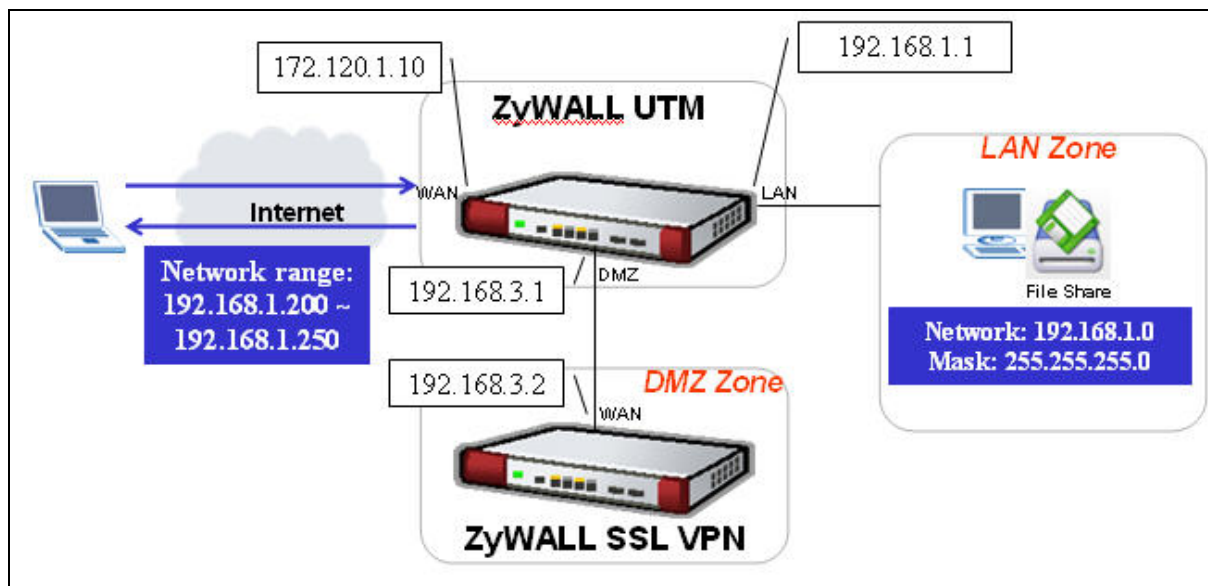 192.168.1.1
172.120.1.10
ZyWALL UTM
LAN Zone
WAN
LAN
Internet
File Share
Network range:
192.168.1.200 ~
192.168.1.250
DMZ
192.168.3.1
Network: 192.168.1.0
Mask: 255.255.255.0
192.168.3.2
DMZ Zone
WAN
ZyWALL SSL VPN